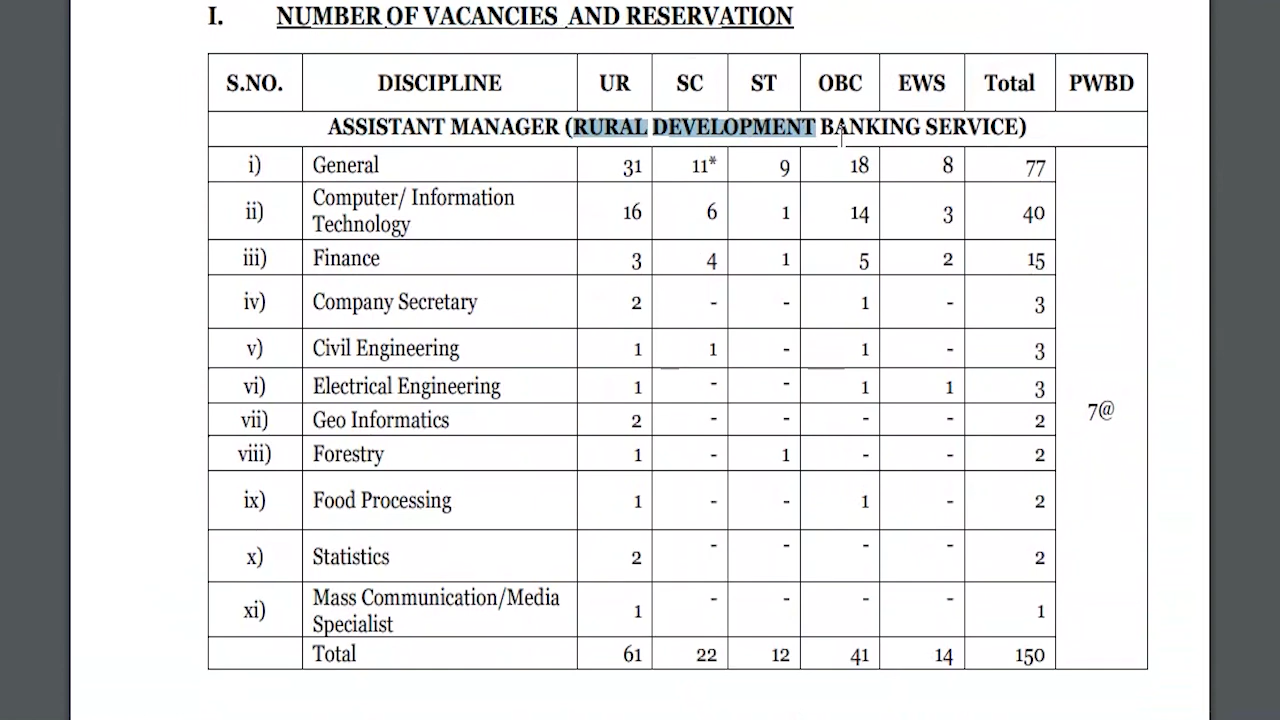 I. NUMBER OF VACANCIES AND RESERVATION
S.NO. DISCIPLINE UR SC ST OBC EWS Total PWBD
ASSISTANT MANAGER (RURAL DEVELOPMENT BANKING SERVICE)
i) General 31 11* 9 18 8 77
ii) Computer/ Information
Technology 16 6 1 14 3 40
iii) Finance 3 4 1 5 2 15
iv) Company Secretary 2 - - 1 - 3
v) Civil Engineering 1 1 - 1 - 3
vi) Electrical Engineering 1 - - 1 1 3
7@
vii) Geo Informatics 2 - - - - 2
viii) Forestry 1 - 1 - - 2
ix) Food Processing 1 - - 1 - 2
x) Statistics 2 - - - - 2
xi) Mass Communication/Media
Specialist 1 - - - - 1
Total 61 22 12 41 14 150